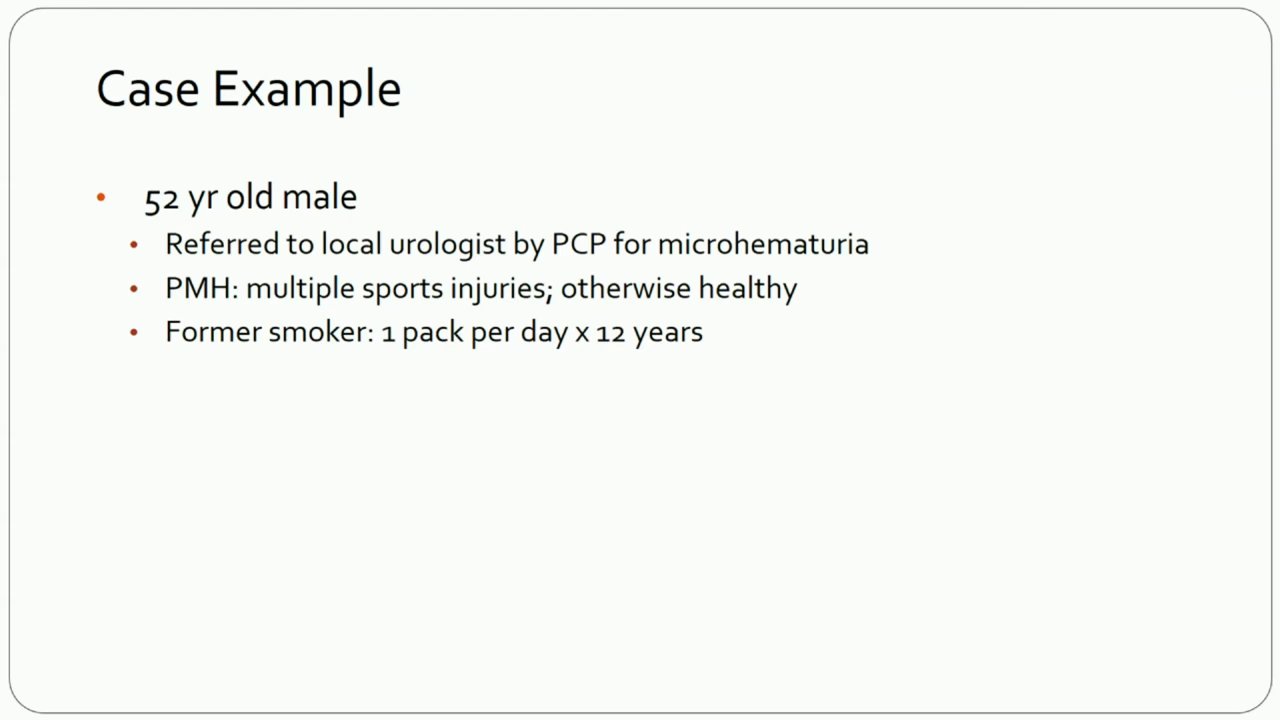 Case Example
• 52 yr old male
• Referred to local urologist by PCP for microhematuria
• PMH: multiple sports injuries; otherwise healthy
• Former smoker: 1 pack per day x 12 years